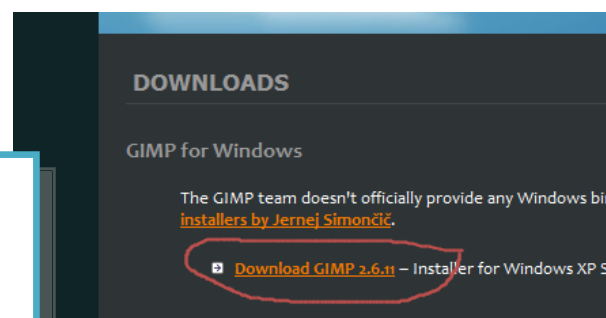 DOWNLOADS
GIMP for Windows
The GIMP team doesn't officially provide any Windows
installers by Jernej Simončič.
Download GIMP 2.6.11 – Installer for Windows XP